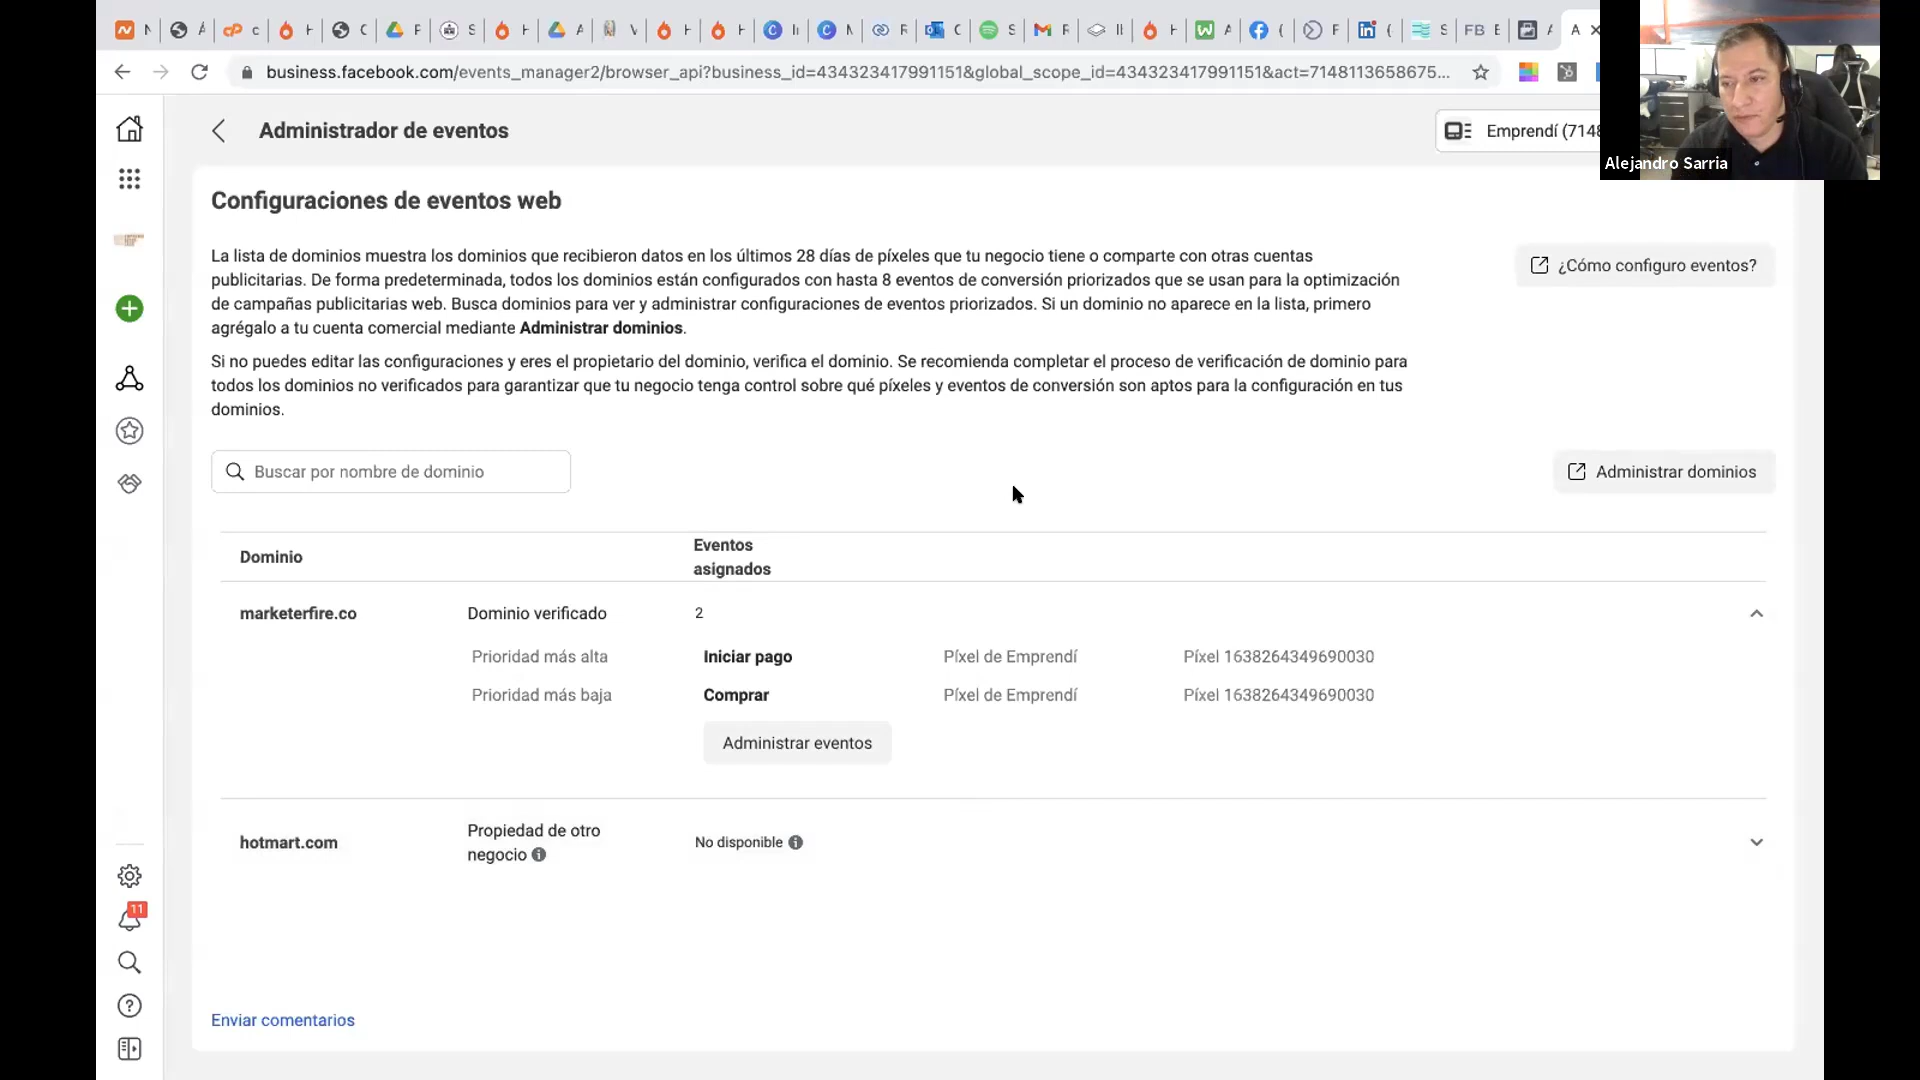 business.facebook.com/events_manager2/browser_api?business_id=434323417991151&global_scope_id=434323417991151&act=7148113658675...
Administrador de eventos
Emprendí (7148
Alejandro Sarria
Configuraciones de eventos web
La lista de dominios muestra los dominios que recibieron datos en los últimos 28 días de píxeles que tu negocio tiene o comparte con otras cuentas
publicitarias. De forma predeterminada, todos los dominios están configurados con hasta 8 eventos de conversión priorizados que se usan para la optimización
de campañas publicitarias web. Busca dominios para ver y administrar configuraciones de eventos priorizados. Si un dominio no aparece en la lista, primero
agrégalo a tu cuenta comercial mediante Administrar dominios.
¿Cómo configuro eventos?
Si no puedes editar las configuraciones y eres el propietario del dominio, verifica el dominio. Se recomienda completar el proceso de verificación de dominio para
todos los dominios no verificados para garantizar que tu negocio tenga control sobre qué píxeles y eventos de conversión son aptos para la configuración en tus
dominios.
Buscar por nombre de dominio
Administrar dominios
Dominio
Eventos
asignados
marketerfire.co Dominio verificado 2
Prioridad más alta Iniciar pago Píxel de Emprendí Píxel 1638264349690030
Prioridad más baja Comprar Píxel de Emprendí Píxel 1638264349690030
Administrar eventos
hotmart.com
Propiedad de otro
negocio
No disponible
11
Enviar comentarios